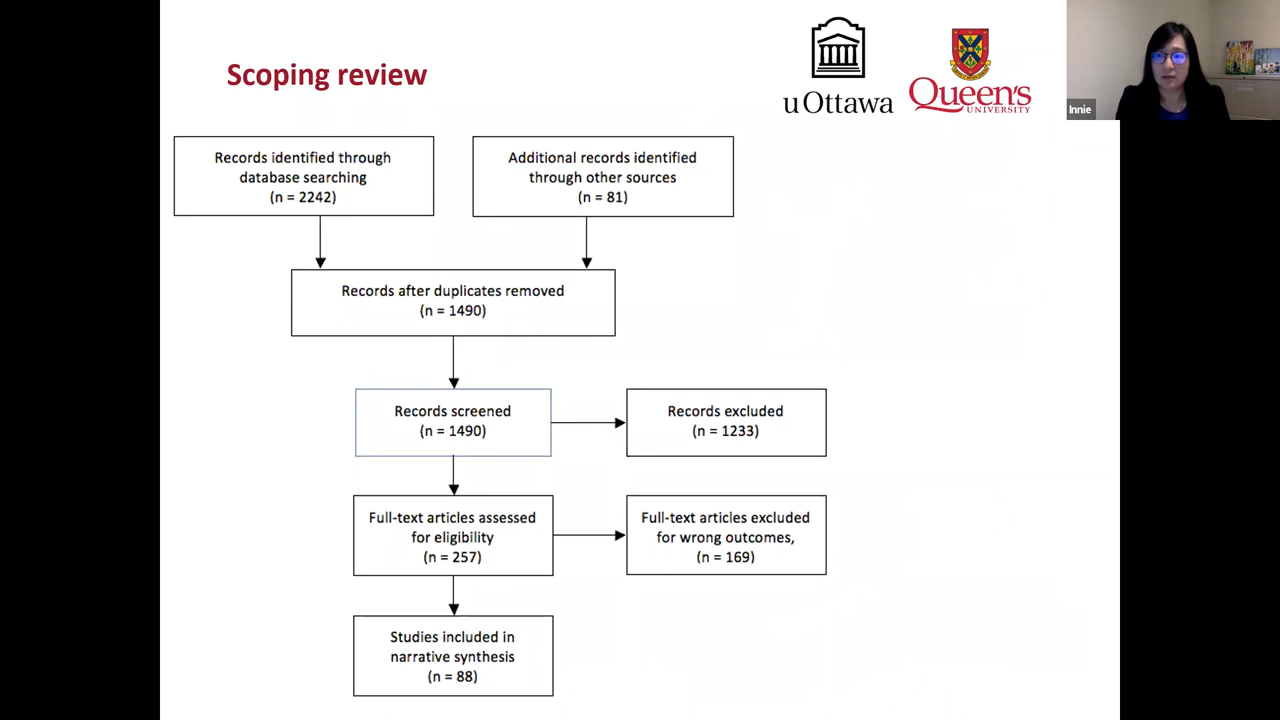 Scoping review
uOttawa
Queen's
UNIVERSITY
Innie
Records identified through
database searching
(n = 2242)
Additional records identified
through other sources
(n = 81)
Records after duplicates removed
(n = 1490)
Records screened
(n = 1490)
Records excluded
(n = 1233)
Full-text articles assessed
for eligibility
(n = 257)
Full-text articles excluded
for wrong outcomes,
(n = 169)
Studies included in
narrative synthesis
(n = 88)